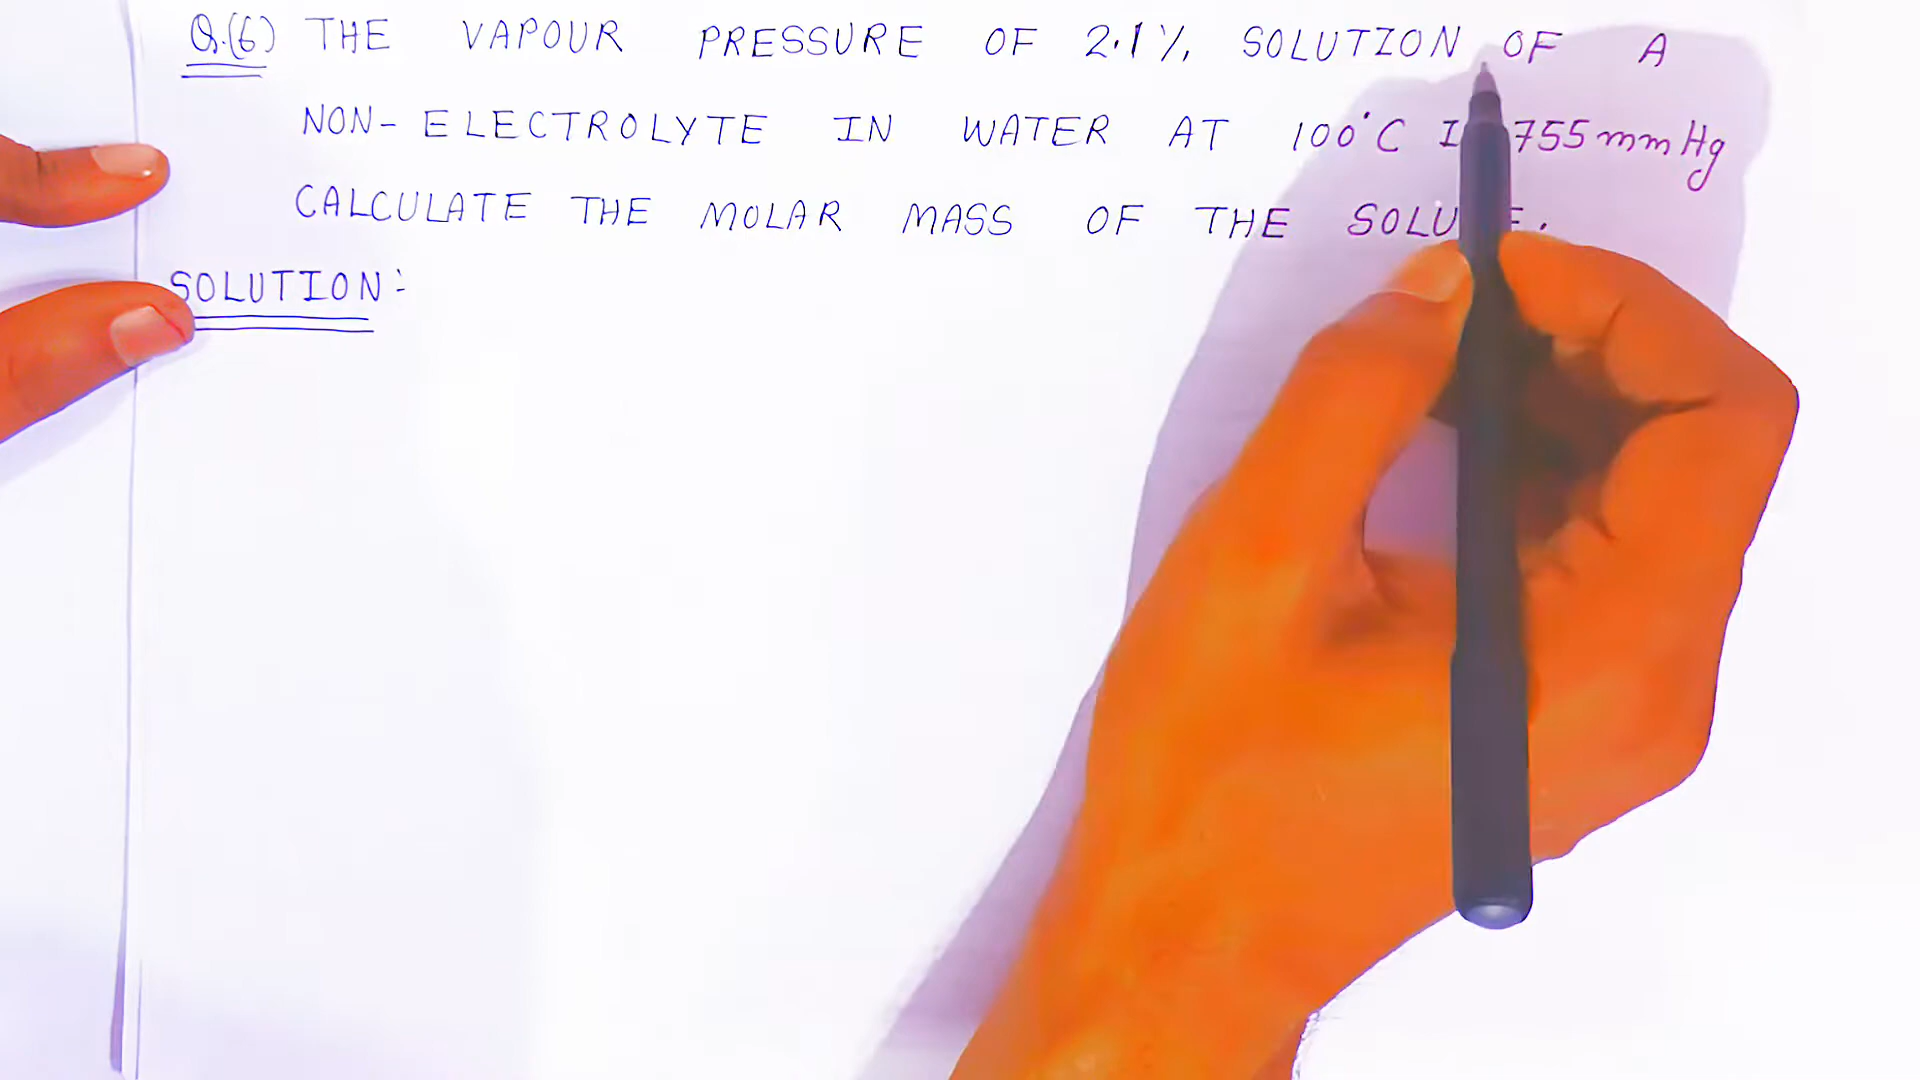 Q.(6) THE VAPOUR PRESSURE OF 2.1% SOLUTION OF A
NON-ELECTROLYTE IN WATER AT 100°C 755 mm Hg
CALCULATE THE MOLAR MASS OF THE
SOLUTION: